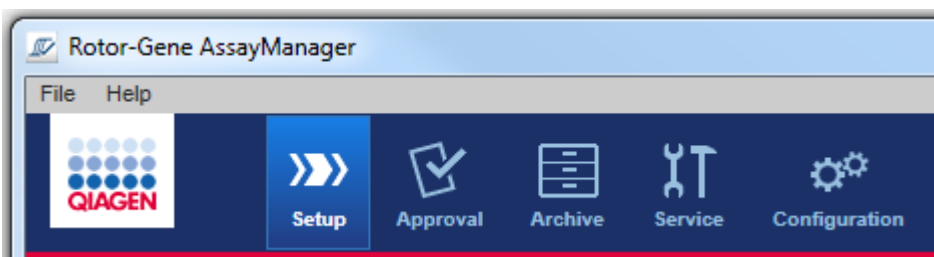 Rotor-Gene AssayManager
File Help
QIAGEN
Setup Approval Archive Service Configuration